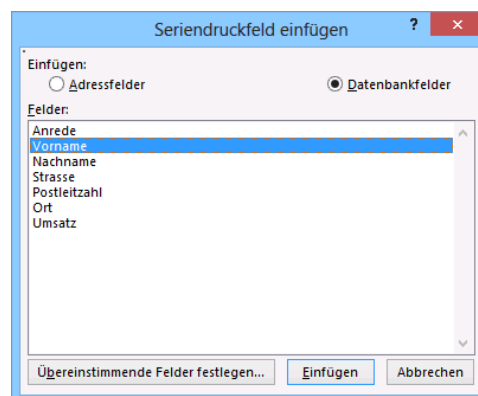 Seriendruckfeld einfügen ? ×
Einfügen:
Adressfelder Datenbankfelder
Felder:
Anrede
Vorname
Nachname
Strasse
Postleitzahl
Ort
Umsatz
Übereinstimmende Felder festlegen... Einfügen Abbrechen